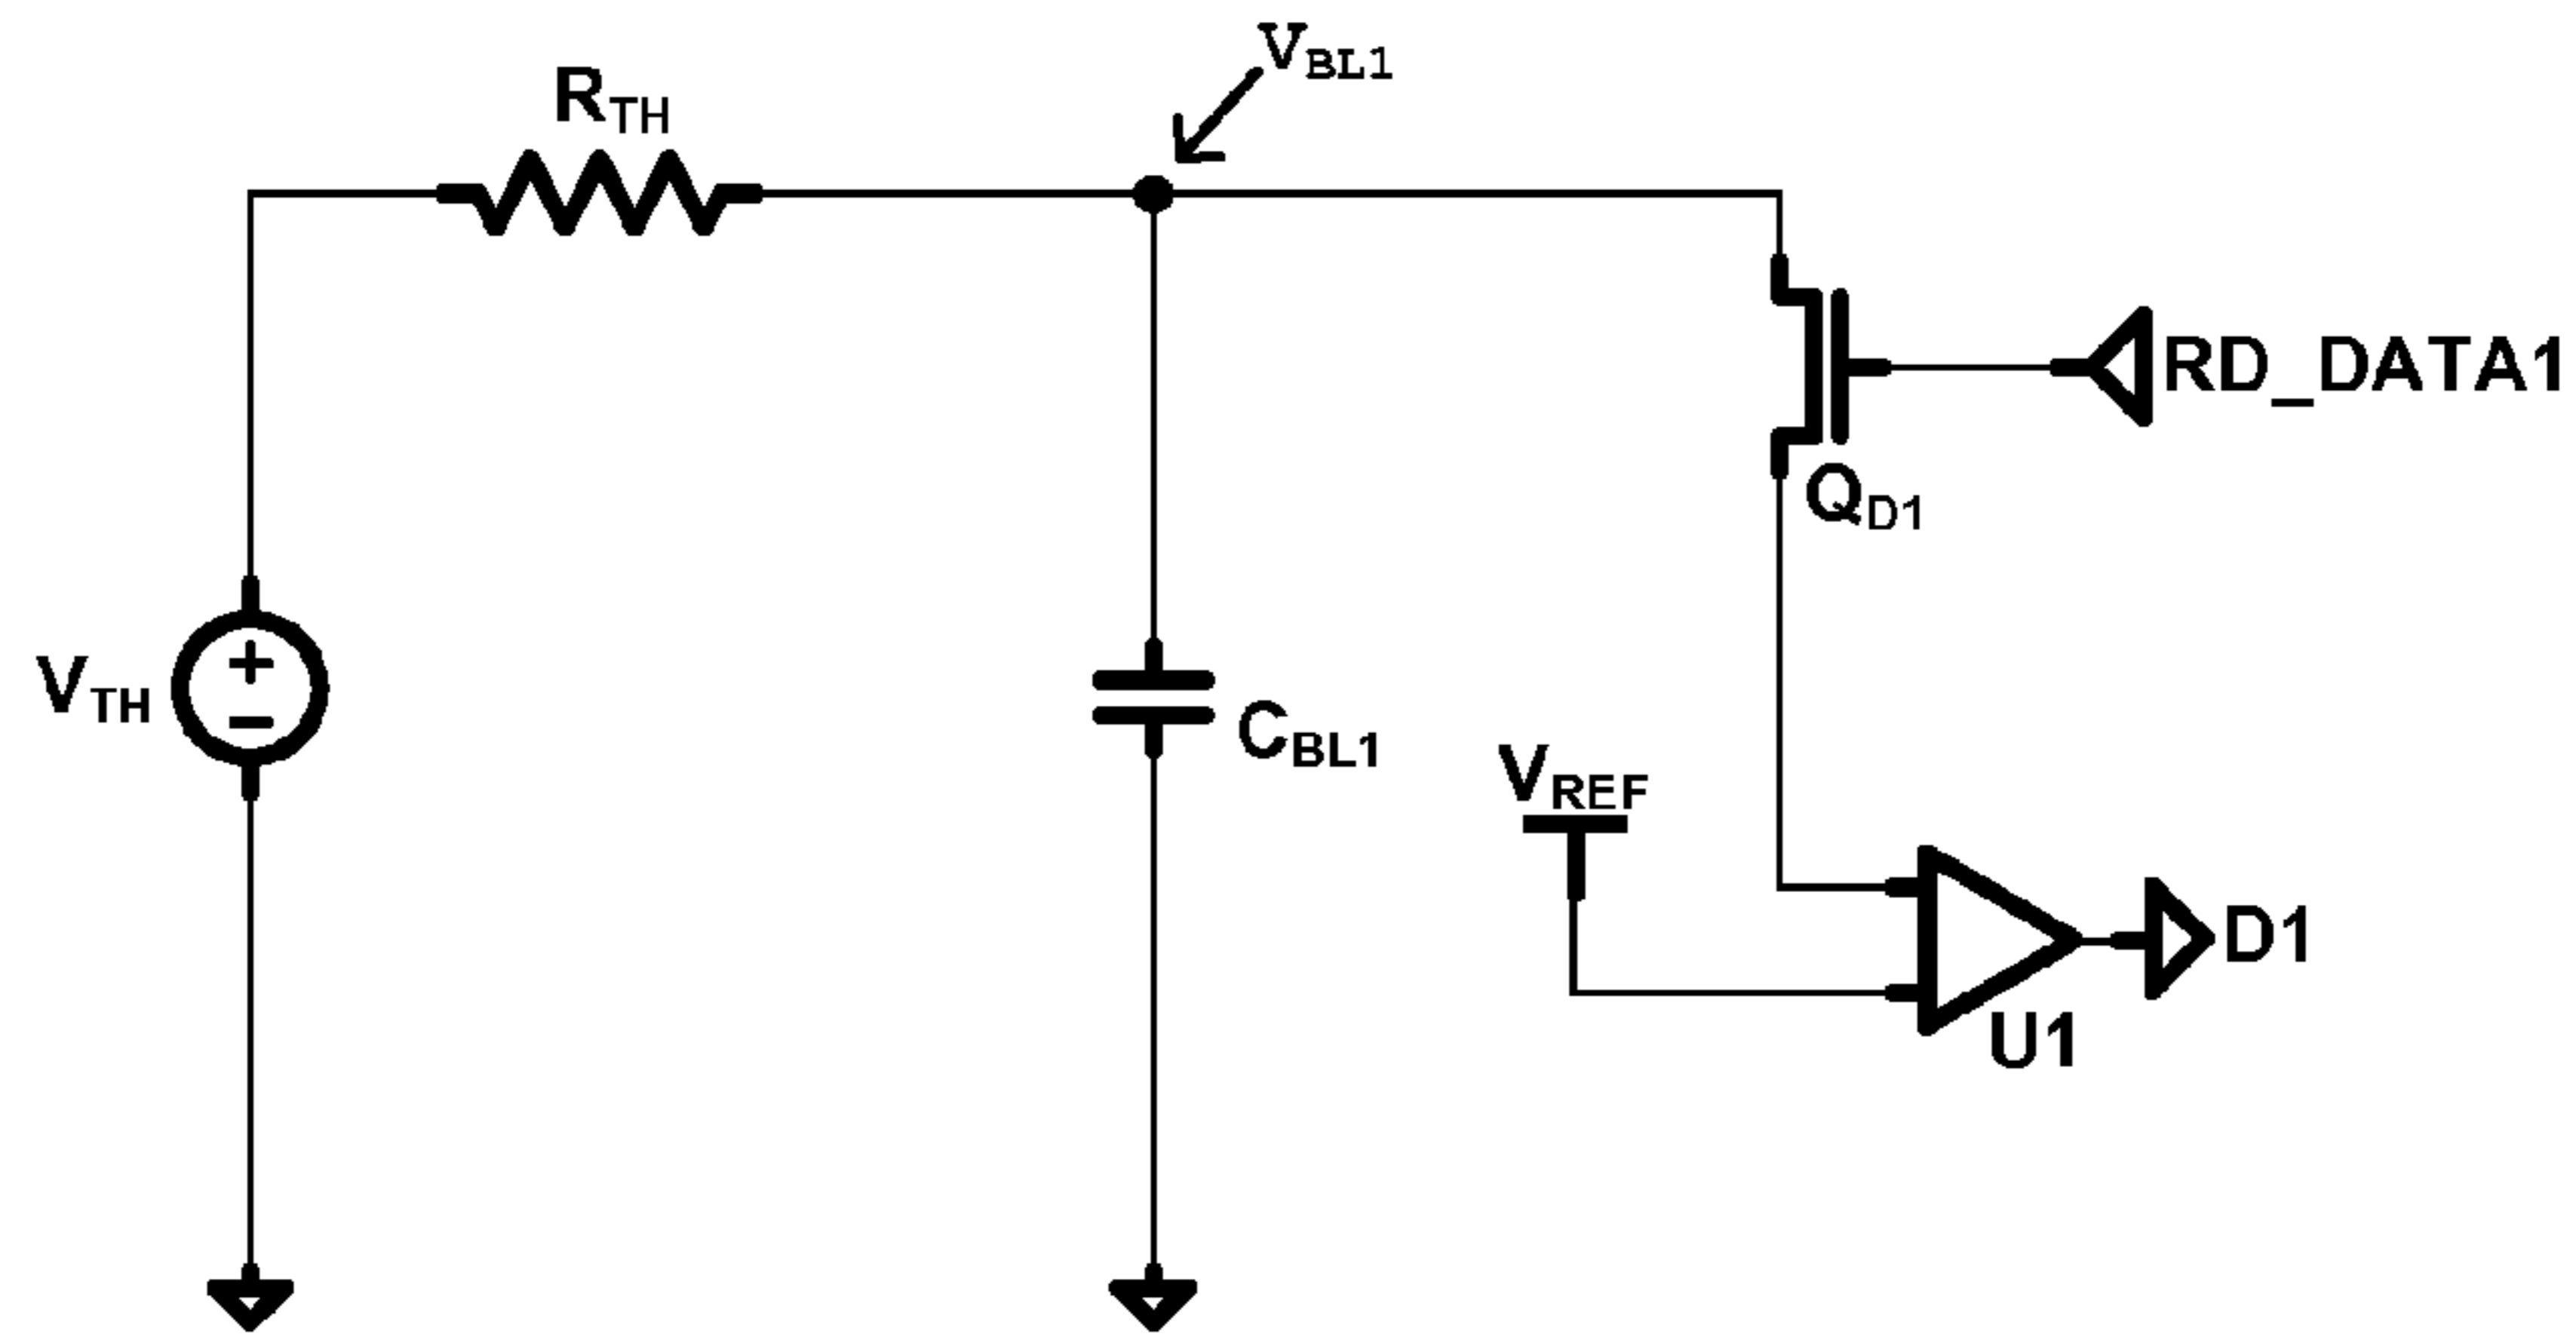 VBL1
RTH
RD_DATA1
QD1
VTH
+
−
CBL1
VREF
D1
U1